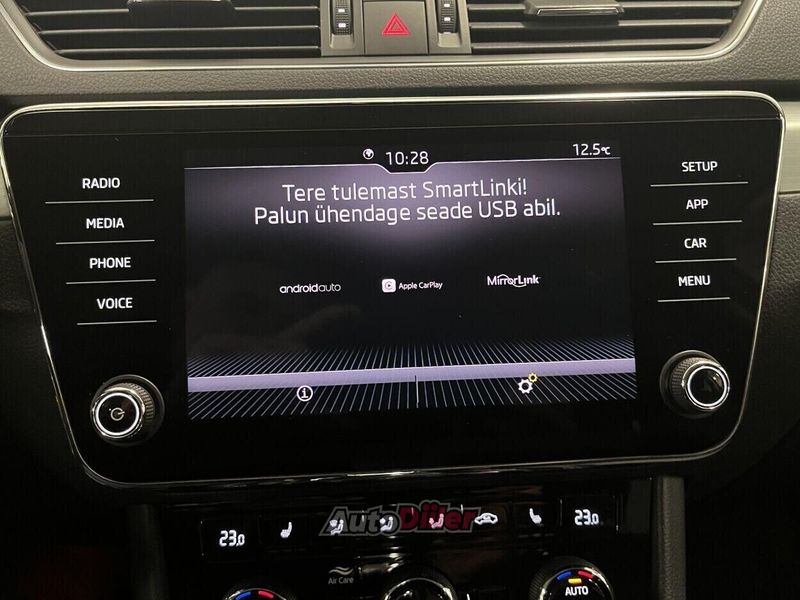 10:28
12.5°C
Tere tulemast SmartLinki!
Palun ühendage seade USB abil.
androidauto
Apple CarPlay
MirrorLink
RADIO
MEDIA
PHONE
VOICE
SETUP
APP
CAR
MENU
AutoDiiler
23.0
23.0
Air Care
AUTO